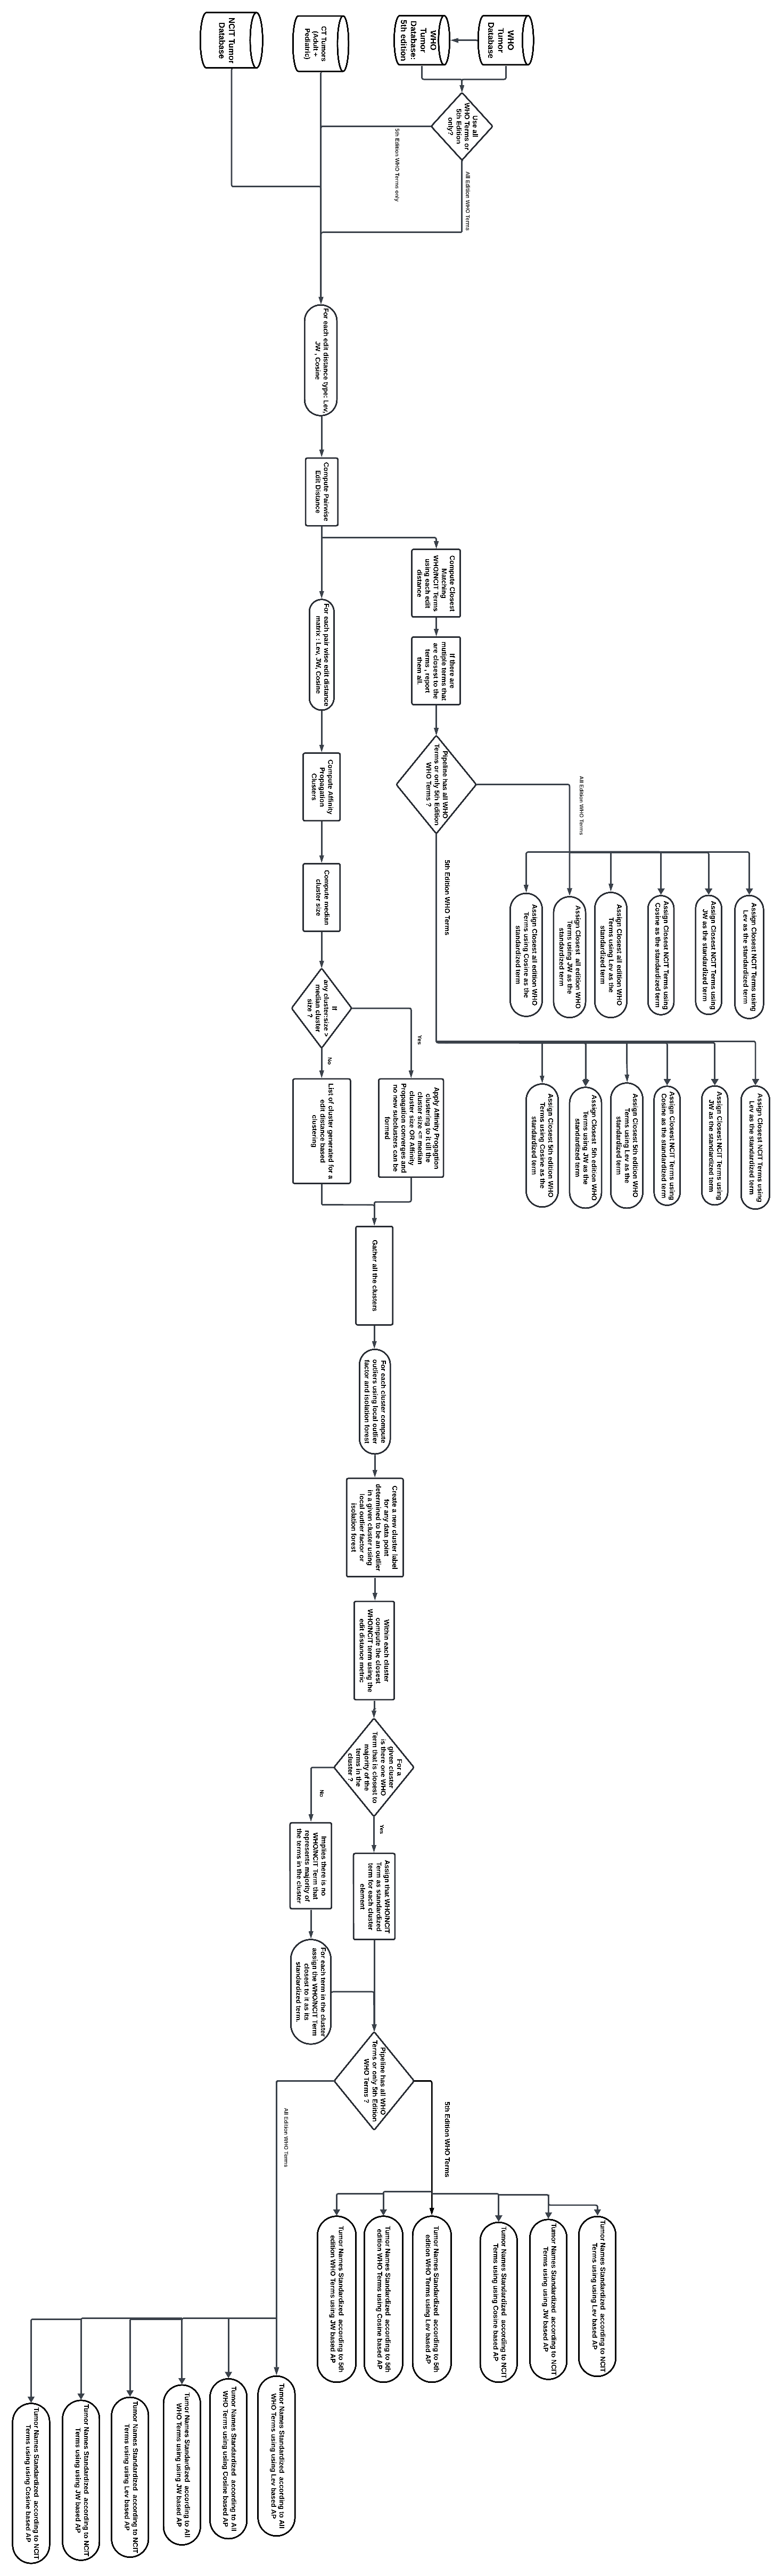 WHO
Tumor
Database
WHO
Tumor
Database:
5th edition
CT Tumors
(Adult +
Pediatric)
NCIT Tumor
Database
Use all
WHO Terms or
5th Edition
only?
All Edition WHO Terms
5th Edition WHO Terms only
For each edit distance type: Lev,
JW , Cosine
Compute Pairwise
Edit Distance
Compute Closest
Matching
WHO/NCIT Terms
using each edit
distance
If there are
mutiple terms that
are closest to the
terms , report
them all.
Pipeline has all WHO
Terms or only 5th Edition
WHO Terms ?
All Edition WHO Terms
5th Edition WHO Terms
Assign Closest NCIT Terms using
Lev as the standardized term
Assign Closest NCIT Terms using
JW as the standardized term
Assign Closest NCIT Terms using
Cosine as the standardized term
Assign Closest all edition WHO
Terms using Lev as the
standardized term
Assign Closest  all edition WHO
Terms using JW as the
standardized term
Assign Closest all edition WHO
Terms using Cosine as the
standardized term
Assign Closest NCIT Terms using
Lev as the standardized term
Assign Closest NCIT Terms using
JW as the standardized term
Assign Closest NCIT Terms using
Cosine as the standardized term
Assign Closest 5th edition WHO
Terms using Lev as the
standardized term
Assign Closest  5th edition WHO
Terms using JW as the
standardized term
Assign Closest 5th edition WHO
Terms using Cosine as the
standardized term
For each pair wise edit distance
matrix : Lev, JW, Cosine
Compute Affinity
Propagation
Clusters
Compute median
cluster size
If
any cluster:size >
median cluster
size ?
Yes
No
Apply Affinity Progagtion
clustering to it till the
cluster size <= median
cluster size OR Affinity
Propagation converges and
no new subclusters can be
formed
List of cluster generated for a
edit distance based
clustering
Gather all the clusters
For each cluster compute
outliers using local outlier
factor and isolation forest
Create a new cluster label
for any data point
determined to be an outlier
in a given cluster using
local outlier factor or
isolation forest
Within each cluster
compute the closest
WHO/NCIT term using the
edit distance metric
For a
given cluster
is there one WHO
Term that is closest to
majority of the
terms in the
cluster ?
Yes
No
Assign that WHO/NCIT
Term as standardized
term for each cluster
element
Implies there is no
WHO/NCIT Term that
represents majority of
the terms in the cluster
For each term in the cluster
assign the WHO/NCIT Term
closest to it as its
standardized term.
Pipeline has all WHO
Terms or only 5th Edition
WHO Terms ?
5th Edition WHO Terms
All Edition WHO Terms
Tumor Names Standardized  according to NCIT
Terms using using Lev based AP
Tumor Names Standardized  according to NCIT
Terms using using JW based AP
Tumor Names Standardized  according to NCIT
Terms using using Cosine based AP
Tumor Names Standardized  according to 5th
edition WHO Terms using Lev based AP
Tumor Names Standardized  according to 5th
edition WHO Terms using Cosine based AP
Tumor Names Standardized  according to 5th
edition WHO Terms using JW based AP
Tumor Names Standardized  according to All
WHO Terms using using Lev based AP
Tumor Names Standardized  according to All
WHO Terms using using Cosine based AP
Tumor Names Standardized  according to All
WHO Terms using using JW based AP
Tumor Names Standardized  according to NCIT
Terms using using Lev based AP
Tumor Names Standardized  according to NCIT
Terms using using JW based AP
Tumor Names Standardized  according to NCIT
Terms using using Cosine based AP